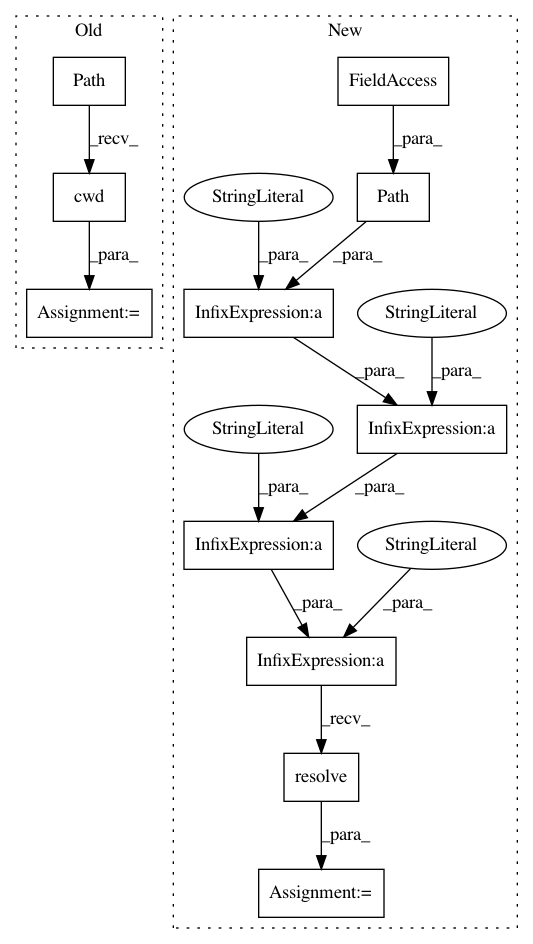 Old
New
Path
FieldAccess
_recv_
_para_
cwd
StringLiteral
Path
_para_
_para_
_para_
Assignment:=
InfixExpression:a
StringLiteral
_para_
_para_
StringLiteral
InfixExpression:a
_para_
_para_
InfixExpression:a
StringLiteral
_para_
_para_
InfixExpression:a
_recv_
resolve
_para_
Assignment:=